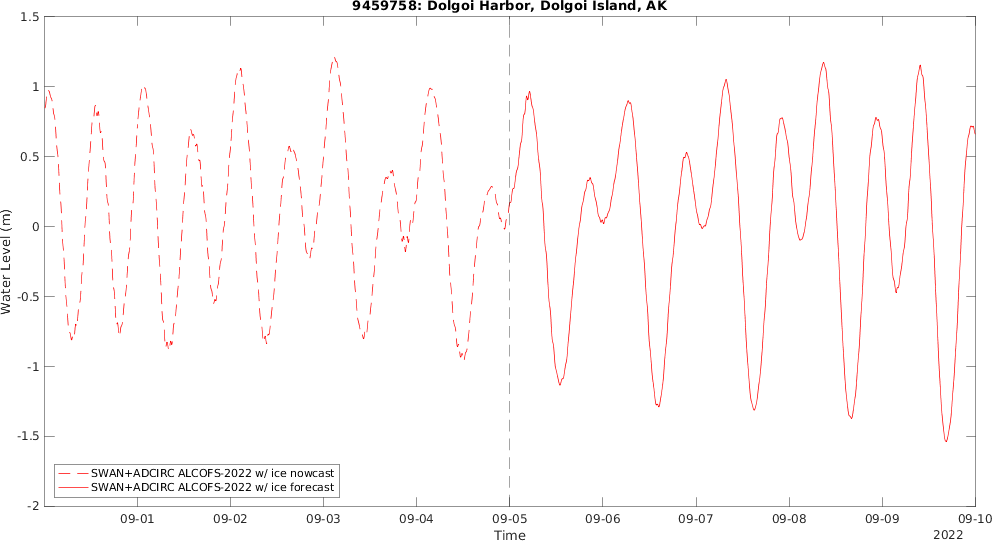 9459758: Dolgoi Harbor, Dolgoi Island, AK
1.5
1
0.5
0
-0.5
-1
-1.5
-2
Water Level (m)
SWAN+ADCIRC ALCOFS-2022 w/ ice nowcast
SWAN+ADCIRC ALCOFS-2022 w/ ice forecast
09-01 09-02 09-03 09-04 09-05 09-06 09-07 09-08 09-09 09-10
Time
2022